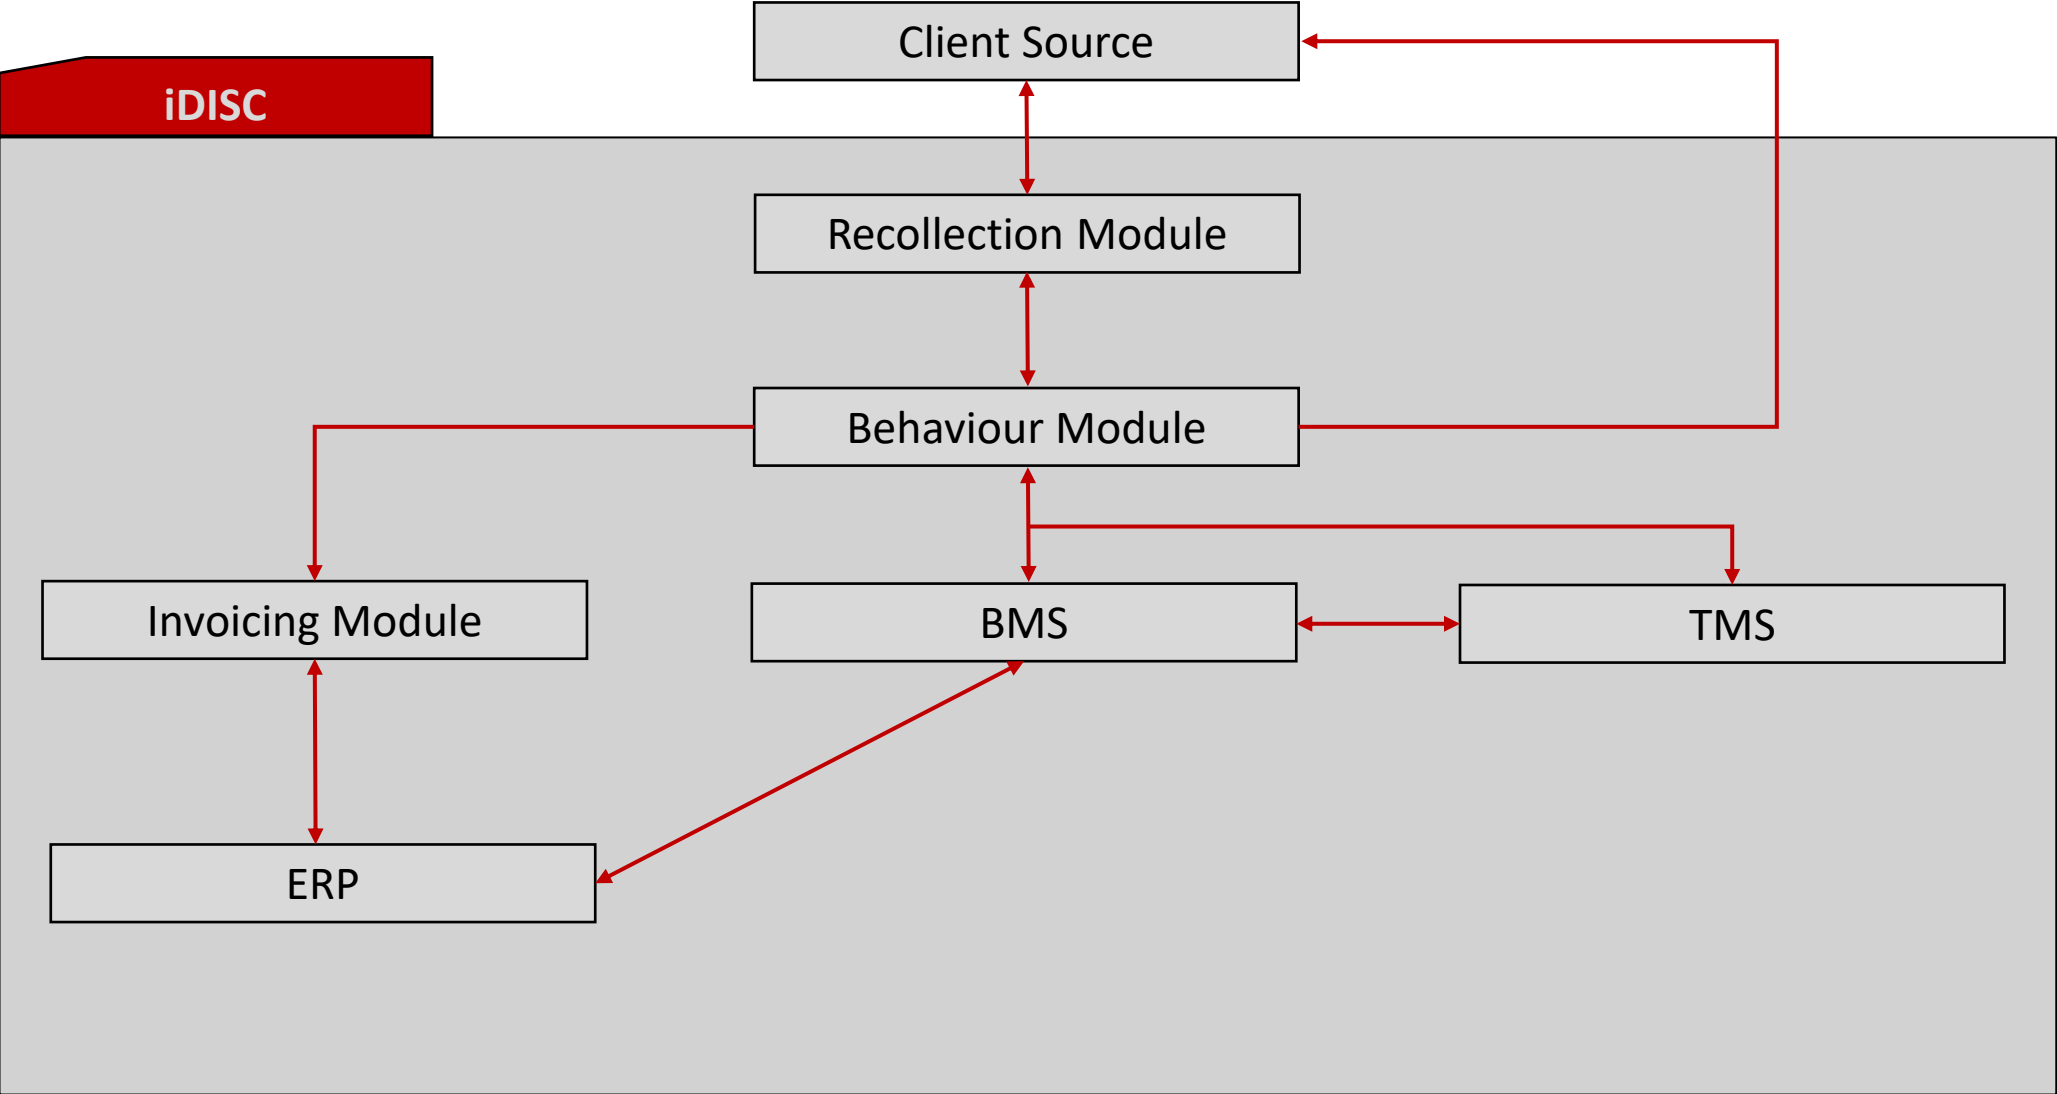 Client Source
iDISC
Recollection Module
Behaviour Module
Invoicing Module
BMS
TMS
ERP